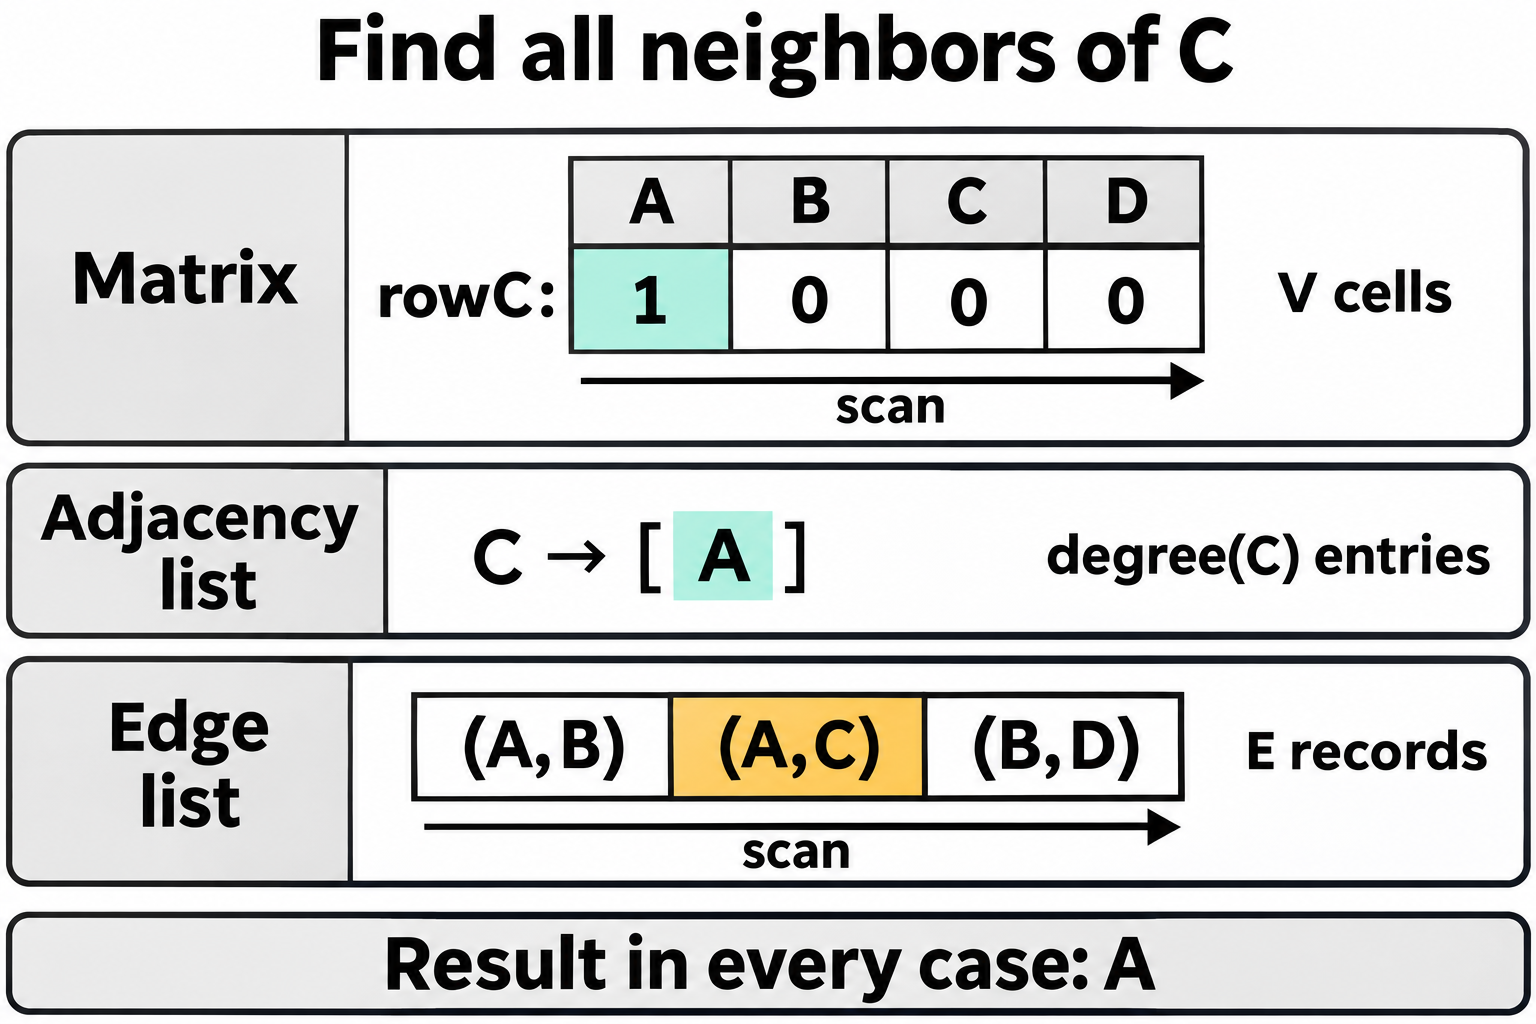 Find all neighbors of C
Matrix
A B C D
rowC: 1 0 0 0
V cells
scan
Adjacency
list
C → [ A ]
degree(C) entries
Edge
list
(A,B) (A,C) (B,D)
E records
scan
Result in every case: A